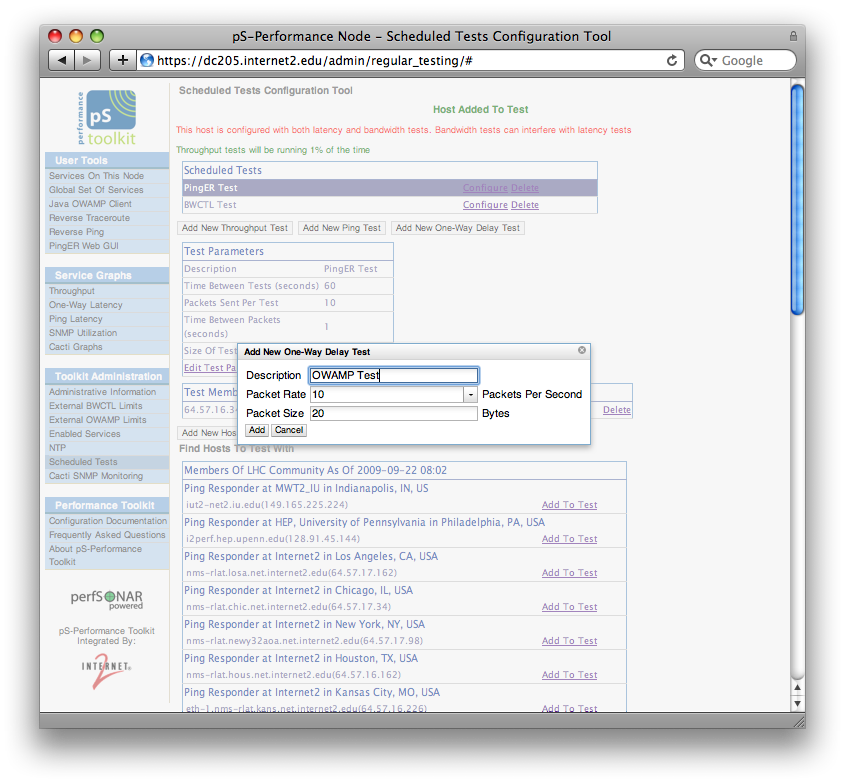 pS-Performance Node – Scheduled Tests Configuration Tool
https://dc205.internet2.edu/admin/regular_testing/#
Google
performance
pS
toolkit
User Tools
Services On This Node
Global Set Of Services
Java OWAMP Client
Reverse Traceroute
Reverse Ping
PingER Web GUI
Service Graphs
Throughput
One-Way Latency
Ping Latency
SNMP Utilization
Cacti Graphs
Toolkit Administration
Administrative Information
External BWCTL Limits
External OWAMP Limits
Enabled Services
NTP
Scheduled Tests
Cacti SNMP Monitoring
Performance Toolkit
Configuration Documentation
Frequently Asked Questions
About pS-Performance
Toolkit
perfSONAR
powered
pS-Performance Toolkit
Integrated By:
INTERNET®
2
Scheduled Tests Configuration Tool
Host Added To Test
This host is configured with both latency and bandwidth tests. Bandwidth tests can interfere with latency tests
Throughput tests will be running 1% of the time
Scheduled Tests
PingER Test Configure Delete
BWCTL Test Configure Delete
Add New Throughput Test Add New Ping Test Add New One-Way Delay Test
Test Parameters
Description PingER Test
Time Between Tests (seconds) 60
Packets Sent Per Test 10
Time Between Packets
(seconds) 1
Size Of Test
Edit Test Pa
Test Memb
64.57.16.34 Delete
Add New Hos
Add New One-Way Delay Test
Description OWAMP Test
Packet Rate 10 Packets Per Second
Packet Size 20 Bytes
Add Cancel
Find Hosts To Test With
Members Of LHC Community As Of 2009-09-22 08:02
Ping Responder at MWT2_IU in Indianapolis, IN, US
iut2-net2.iu.edu(149.165.225.224) Add To Test
Ping Responder at HEP, University of Pennsylvania in Philadelphia, PA, USA
i2perf.hep.upenn.edu(128.91.45.144) Add To Test
Ping Responder at Internet2 in Los Angeles, CA, USA
nms-rlat.losa.net.internet2.edu(64.57.17.162) Add To Test
Ping Responder at Internet2 in Chicago, IL, USA
nms-rlat.chic.net.internet2.edu(64.57.17.34) Add To Test
Ping Responder at Internet2 in New York, NY, USA
nms-rlat.newy32aoa.net.internet2.edu(64.57.17.98) Add To Test
Ping Responder at Internet2 in Houston, TX, USA
nms-rlat.hous.net.internet2.edu(64.57.16.162) Add To Test
Ping Responder at Internet2 in Kansas City, MO, USA
eth-1.nms-rlat.kans.net.internet2.edu(64.57.16.226) Add To Test